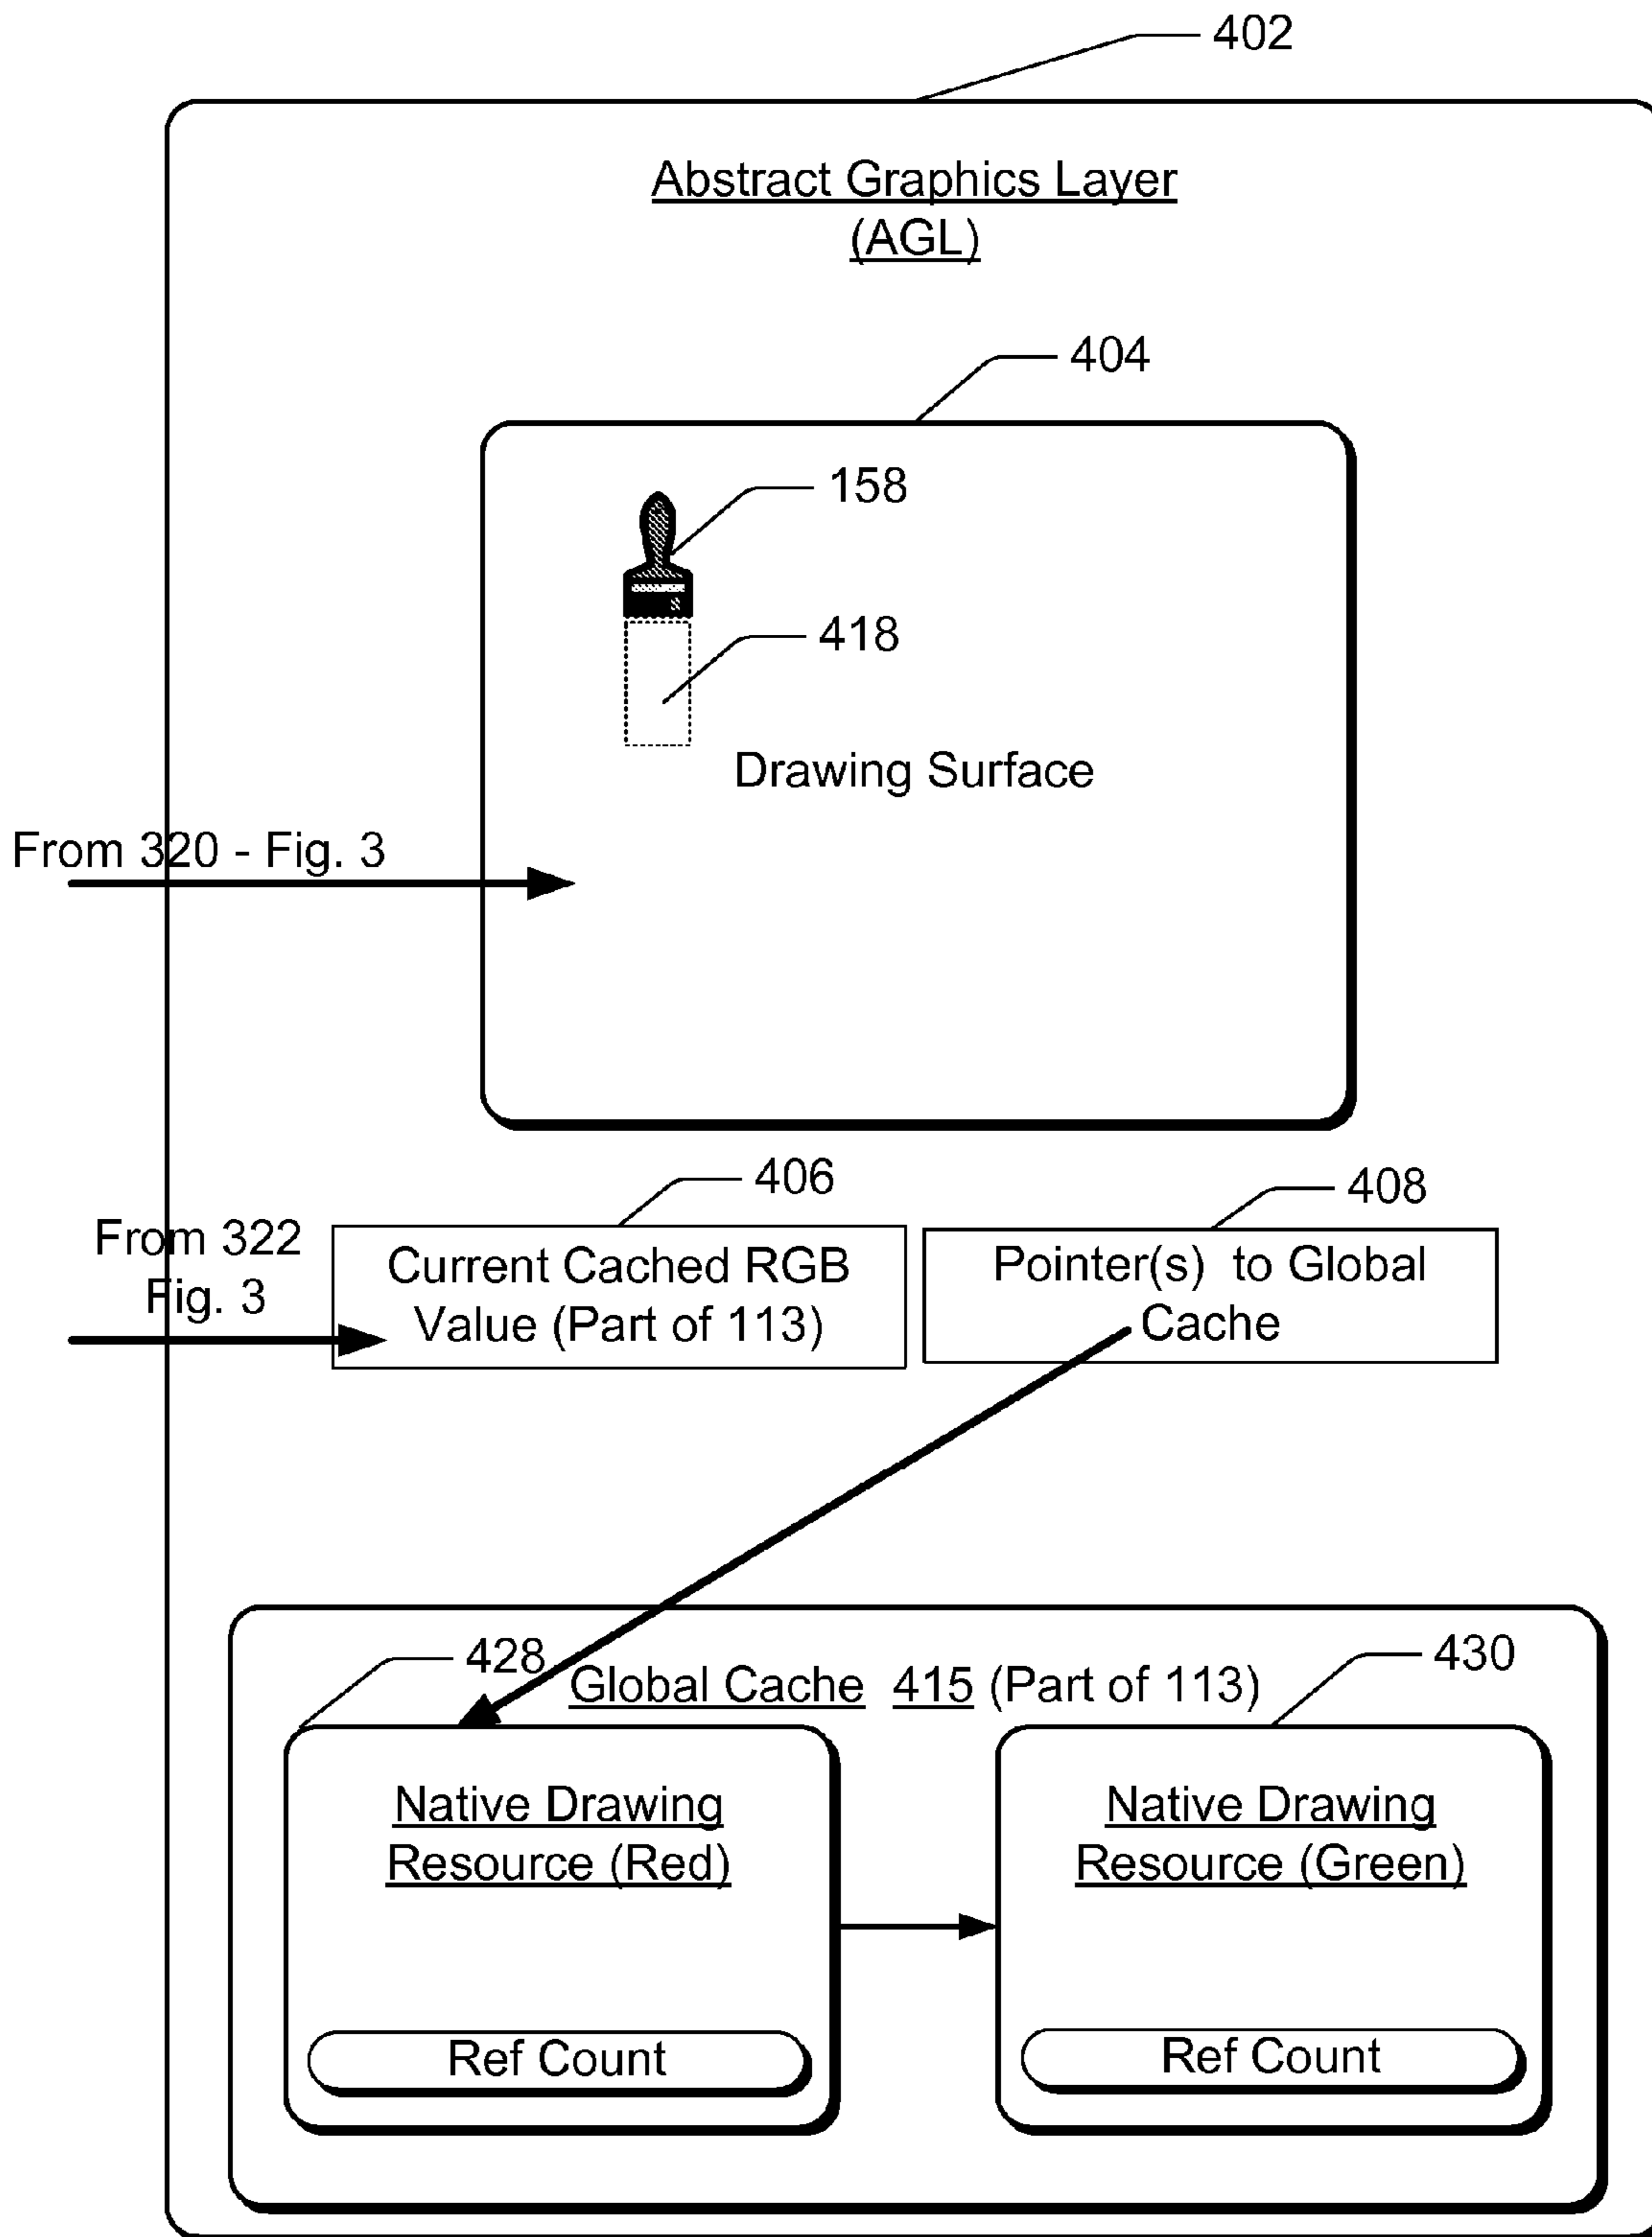 402
Abstract Graphics Layer
(AGL)
404
158
418
Drawing Surface
From 320 - Fig. 3
406
408
From 322
Fig. 3
Current Cached RGB
Value (Part of 113)
Pointer(s) to Global
Cache
428
430
Global Cache 415 (Part of 113)
Native Drawing
Resource (Red)
Ref Count
Native Drawing
Resource (Green)
Ref Count